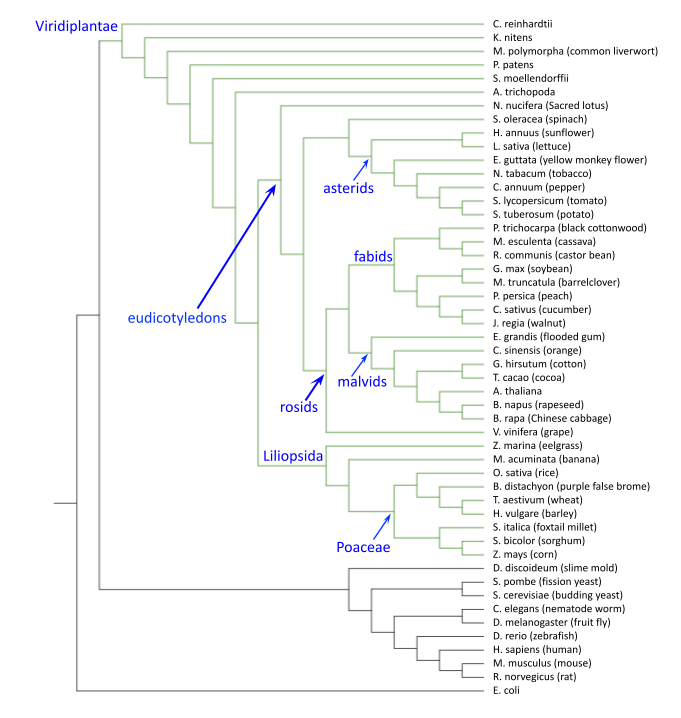 Viridiplantae
C. reinhardtii
K. nitens
M. polymorpha (common liverwort)
P. patens
S. moellendorffii
A. trichopoda
N. nucifera (Sacred lotus)
S. oleracea (spinach)
H. annuus (sunflower)
L. sativa (lettuce)
E. guttata (yellow monkey flower)
N. tabacum (tobacco)
asterids
C. annuum (pepper)
S. lycopersicum (tomato)
S. tuberosum (potato)
P. trichocarpa (black cottonwood)
M. esculenta (cassava)
fabids
R. communis (castor bean)
G. max (soybean)
M. truncatula (barrelclover)
P. persica (peach)
C. sativus (cucumber)
eudicotyledons
J. regia (walnut)
E. grandis (flooded gum)
C. sinensis (orange)
G. hirsutum (cotton)
malvids
T. cacao (cocoa)
A. thaliana
rosids
B. napus (rapeseed)
B. rapa (Chinese cabbage)
V. vinifera (grape)
Z. marina (eelgrass)
Liliopsida
M. acuminata (banana)
O. sativa (rice)
B. distachyon (purple false brome)
T. aestivum (wheat)
H. vulgare (barley)
S. italica (foxtail millet)
S. bicolor (sorghum)
Poaceae
Z. mays (corn)
D. discoideum (slime mold)
S. pombe (fission yeast)
S. cerevisiae (budding yeast)
C. elegans (nematode worm)
D. melanogaster (fruit fly)
D. rerio (zebrafish)
H. sapiens (human)
M. musculus (mouse)
R. norvegicus (rat)
E. coli